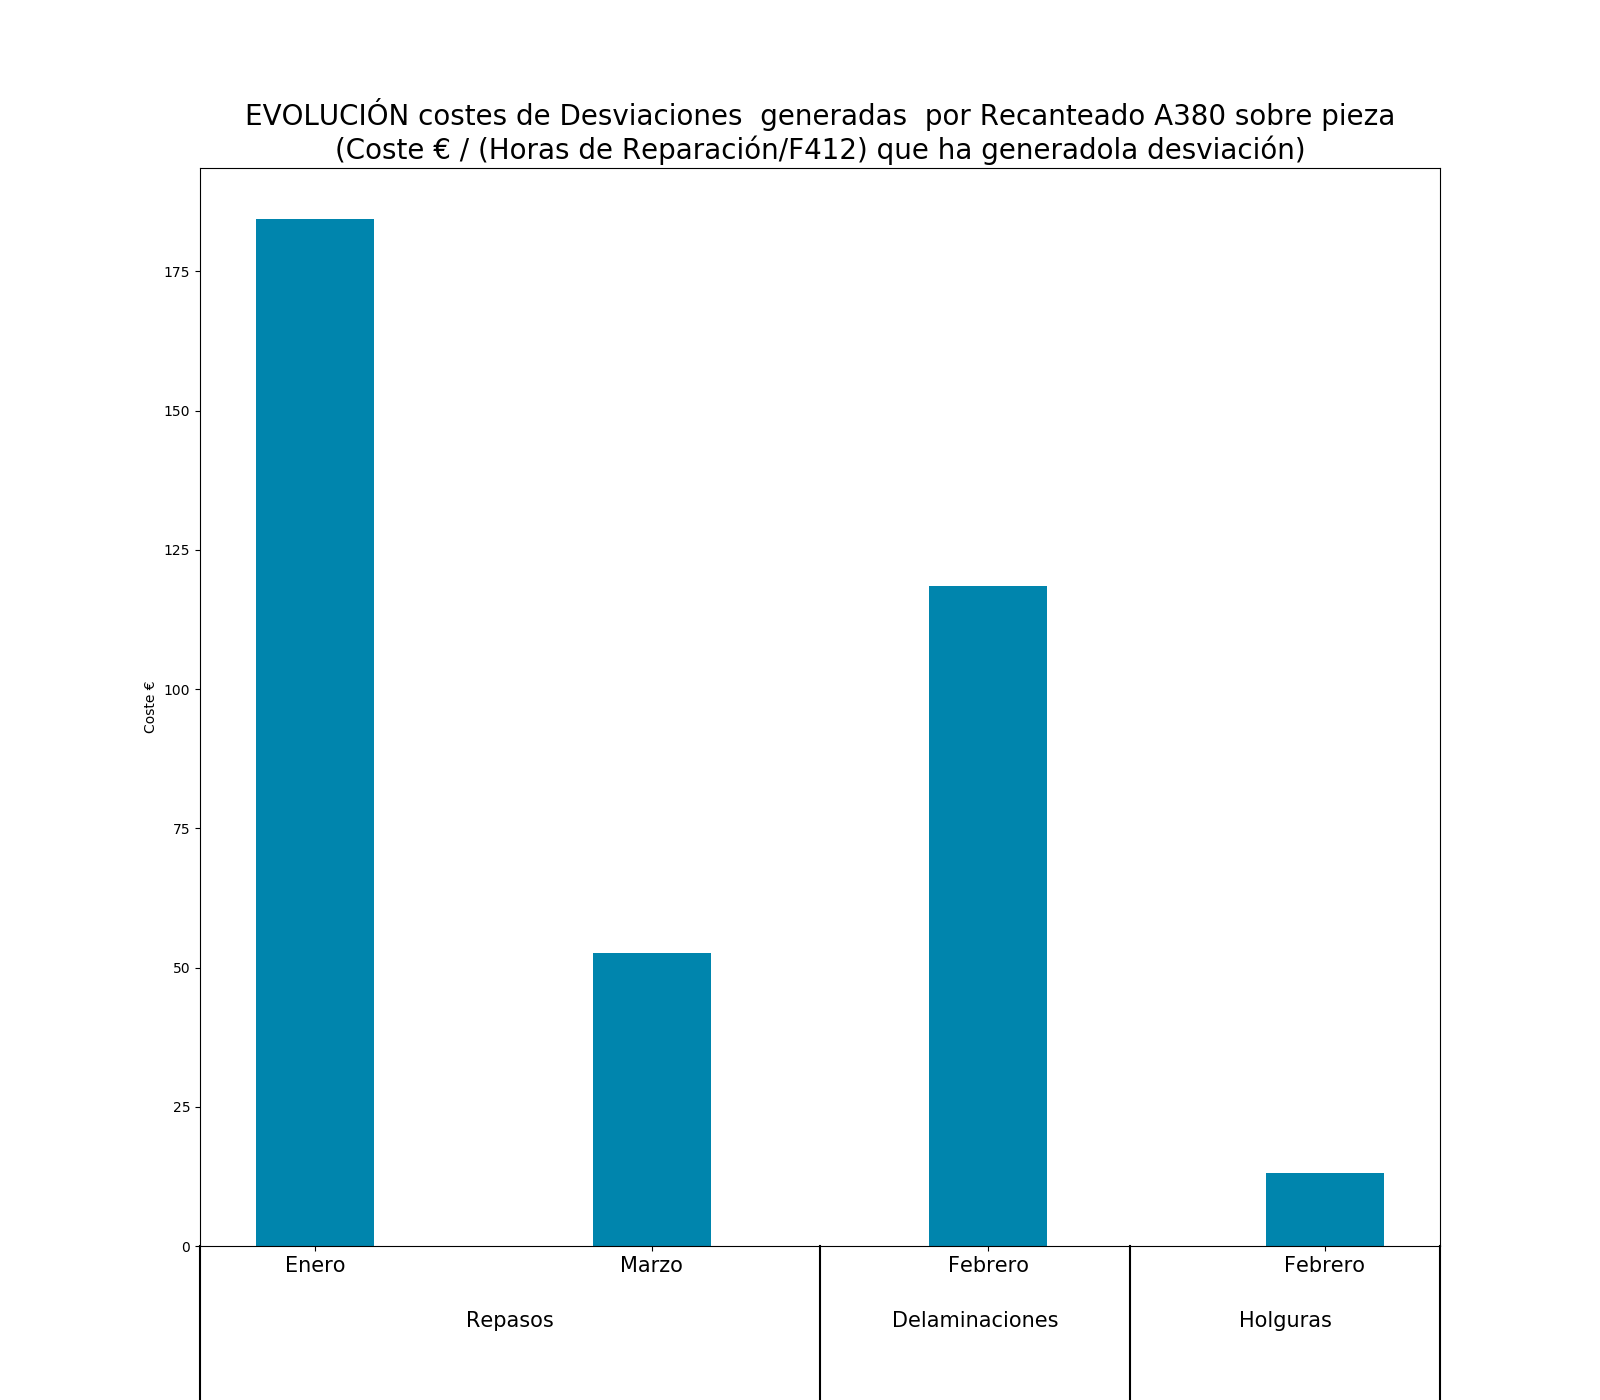 EVOLUCIÓN costes de Desviaciones  generadas  por Recanteado A380 sobre pieza
(Coste € / (Horas de Reparación/F412) que ha generadola desviación)
175
150
125
100
75
50
25
0
Coste €
Enero
Marzo
Febrero
Febrero
Repasos
Delaminaciones
Holguras